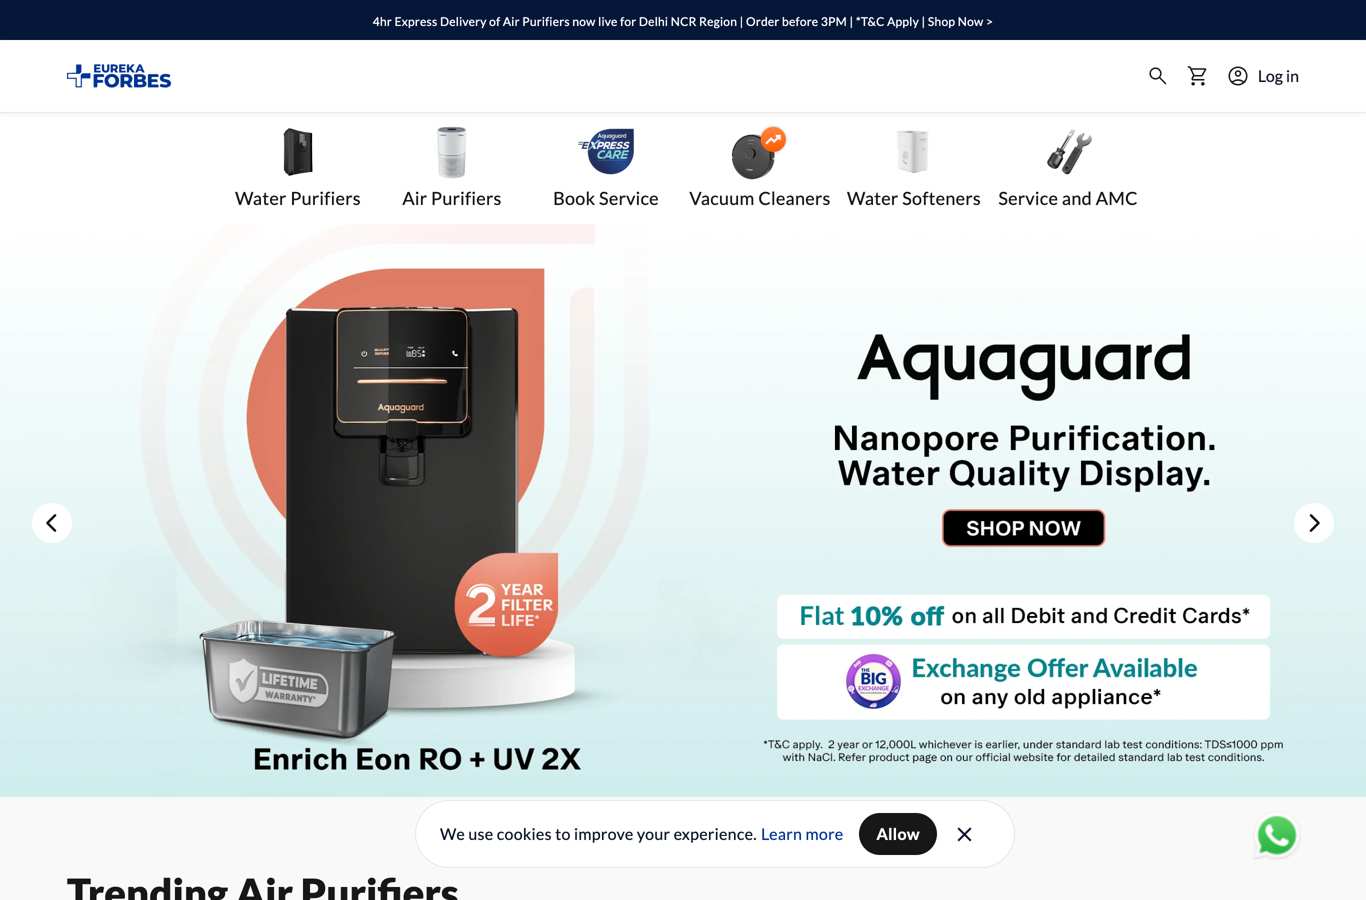 4hr Express Delivery of Air Purifiers now live for Delhi NCR Region | Order before 3PM | *T&C Apply | Shop Now >
EUREKA
FORBES
Log in
Aquaguard
EXPRESS
CARE
Water Purifiers
Air Purifiers
Book Service
Vacuum Cleaners
Water Softeners
Service and AMC
Aquaguard
2 YEAR
FILTER
LIFE*
LIFETIME
WARRANTY*
Enrich Eon RO + UV 2X
Aquaguard
Nanopore Purification.
Water Quality Display.
SHOP NOW
Flat 10% off on all Debit and Credit Cards*
THE
BIG
EXCHANGE
Exchange Offer Available
on any old appliance*
*T&C apply. 2 year or 12,000L whichever is earlier, under standard lab test conditions: TDS≤1000 ppm
with NaCl. Refer product page on our official website for detailed standard lab test conditions.
We use cookies to improve your experience. Learn more
Allow
Trending Air Purifiers